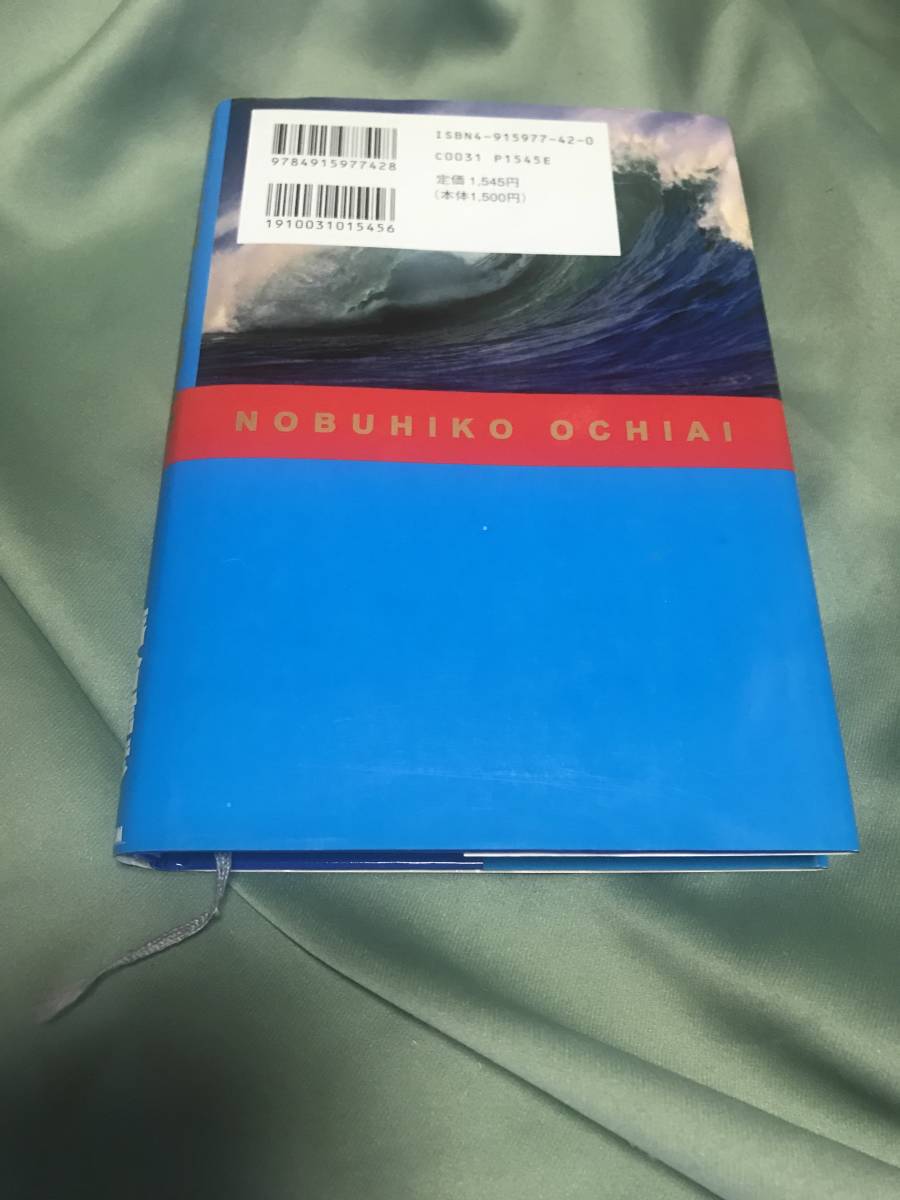 ISBN4-915977-42-0
9784915977428
C0031 P1545E
定価 1,545円
(本体1,500円)
1910031015456
NOBUHIKO OCHIAI